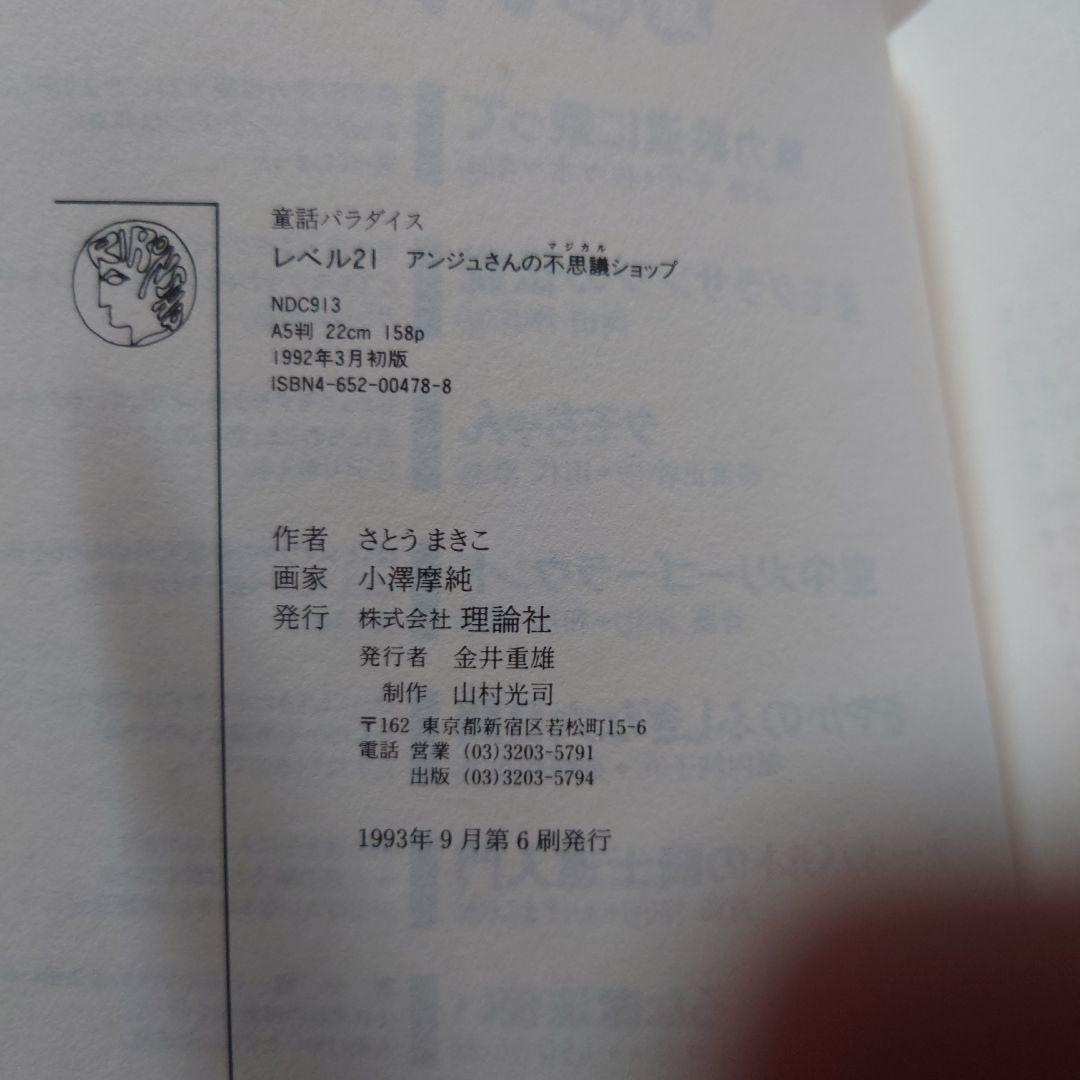 童話パラダイス
レベル21 アンジュさんの不思議ショップ
マジカル
NDC913
A5判 22cm 158p
1992年3月初版
ISBN4-652-00478-8
作者 さとうまきこ
画家 小澤摩純
発行 株式会社 理論社
発行者 金井重雄
制作 山村光司
〒162 東京都新宿区若松町15-6
電話 営業 (03)3203-5791
出版 (03)3203-5794
1993年9月第6刷発行